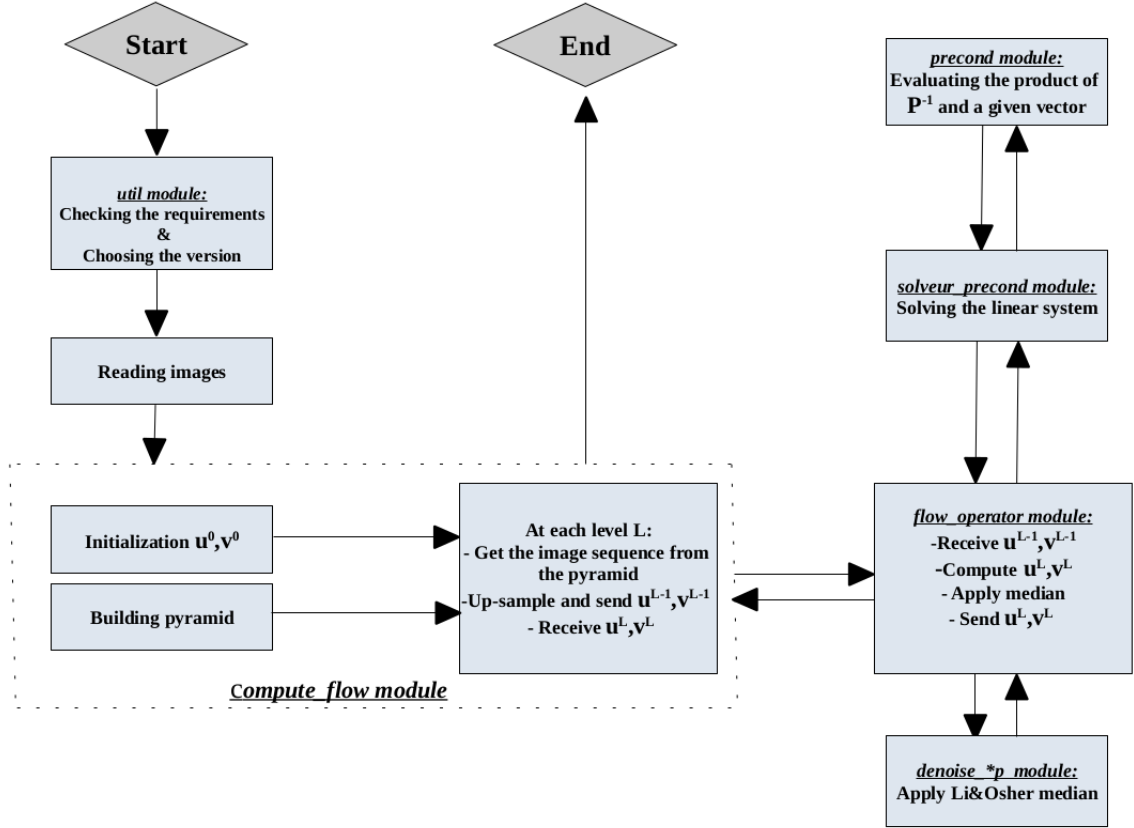 Start
util module:
Checking the requirements
&
Choosing the version
Reading images
Initialization u⁰,v⁰
Building pyramid
At each level L:
- Get the image sequence from
the pyramid
-Up-sample and send uᴸ⁻¹,vᴸ⁻¹
- Receive uᴸ,vᴸ
Compute_flow module
End
precond module:
Evaluating the product of
P⁻¹ and a given vector
solveur_precond module:
Solving the linear system
flow_operator module:
-Receive uᴸ⁻¹,vᴸ⁻¹
-Compute uᴸ,vᴸ
- Apply median
- Send uᴸ,vᴸ
denoise_*p_module:
Apply Li&Osher median